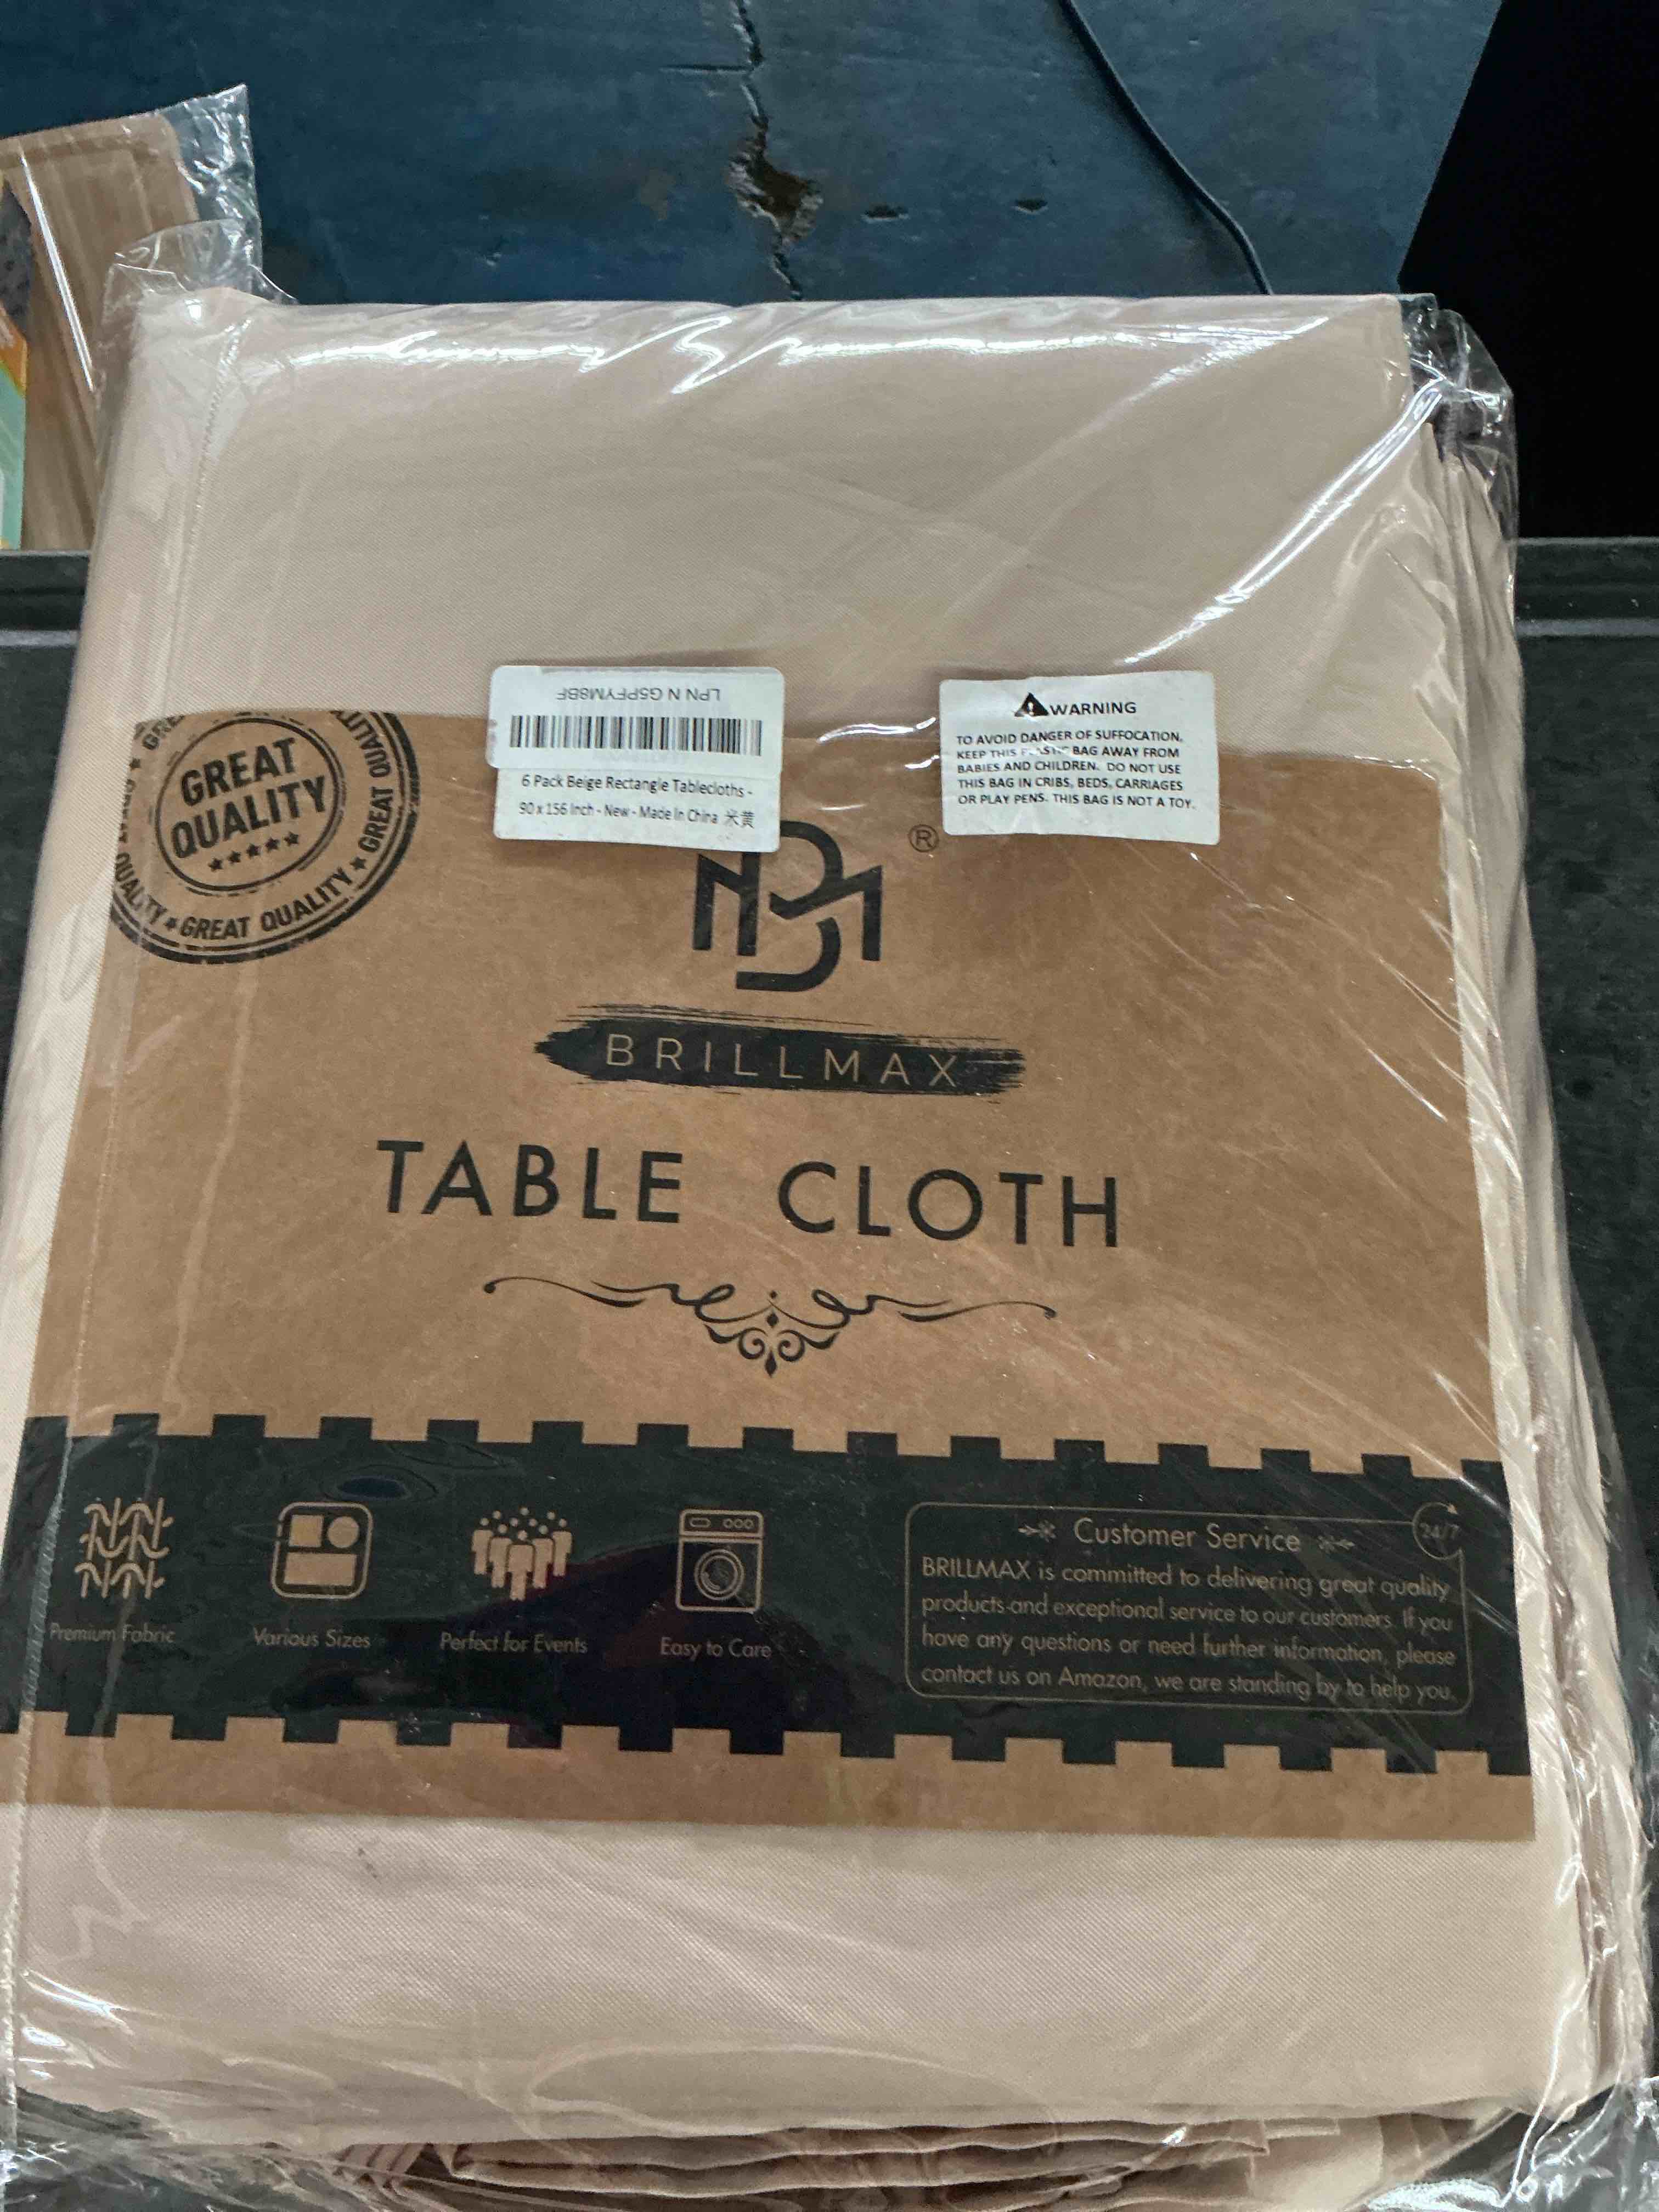 LPN N G5PFYM8BF
6 Pack Beige Rectangle Tablecloths -
90 x 156 Inch - New - Made In China 米黄
WARNING
TO AVOID DANGER OF SUFFOCATION,
KEEP THIS PLASTIC BAG AWAY FROM
BABIES AND CHILDREN. DO NOT USE
THIS BAG IN CRIBS, BEDS, CARRIAGES
OR PLAY PENS. THIS BAG IS NOT A TOY.
GREAT
QUALITY
GREAT QUALITY ★ GREAT QUALITY
BM ®
BRILLMAX
TABLE CLOTH
Premium Fabric
Various Sizes
Perfect for Events
Easy to Care
Customer Service
24/7
BRILLMAX is committed to delivering great quality
products and exceptional service to our customers. If you
have any questions or need further information, please
contact us on Amazon, we are standing by to help you.